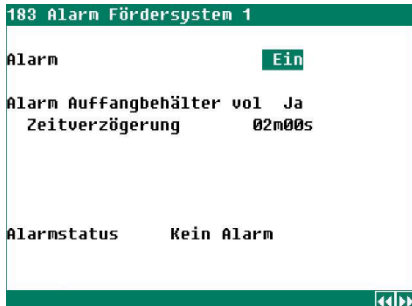 183 Alarm Fördersystem 1
Alarm Ein
Alarm Auffangbehälter vol Ja
Zeitverzögerung 02m00s
Alarmstatus Kein Alarm